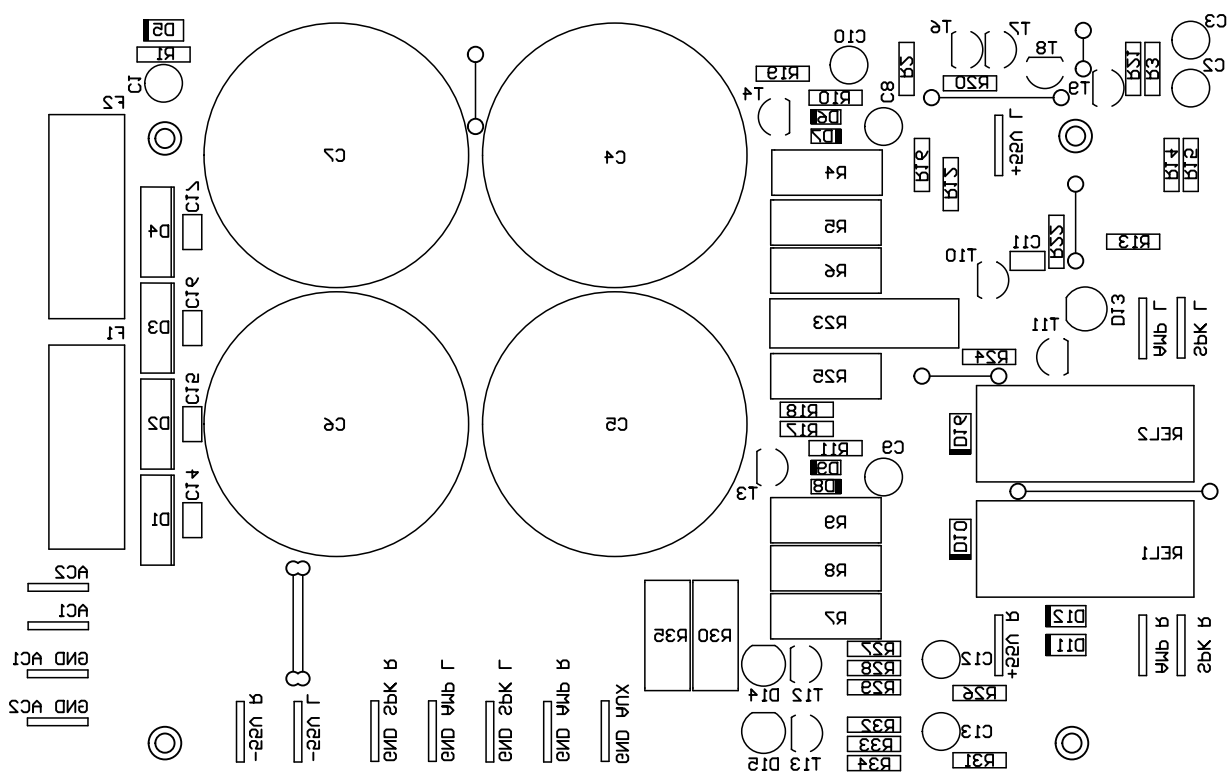 D5
R1
C1
F2
C7
C4
C10
R19
R10
T4
D6
D7
C8
R2
T6
T7
T8
R20
T9
R21
R3
C3
C2
+55V L
R16
R12
R14
R15
R4
R5
R6
R23
R25
C17
D4
C16
D3
F1
C15
D2
C14
D1
C11
R22
R13
T10
D13
AMP L
SPK L
T11
R24
R18
R17
R11
D9
D8
C9
T3
C6
C5
D16
REL2
D10
REL1
R9
R8
R7
AC2
AC1
GND AC1
GND AC2
R35
R30
D12
D11
+55V R
AMP R
SPK R
R27
R28
R29
C12
R26
D14
T12
-55V R
-55V L
GND SPK R
GND AMP L
GND SPK L
GND AMP R
GND AUX
R32
R33
R34
C13
R31
D15
T13